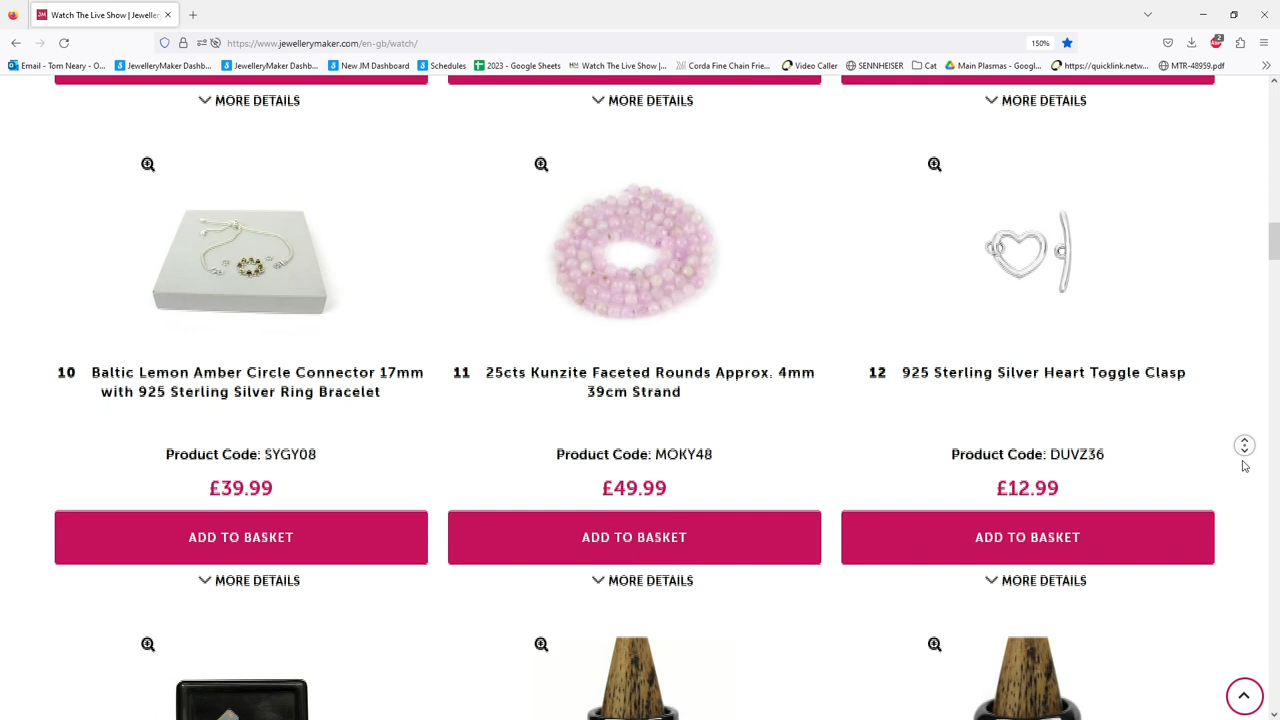 Watch The Live Show | Jeweller
https://www.jewellerymaker.com/en-gb/watch/
150%
2
Email - Tom Neary - O...
JewelleryMaker Dashb...
JewelleryMaker Dashb...
New JM Dashboard
Schedules
2023 - Google Sheets
Watch The Live Show |...
Corda Fine Chain Frie...
Video Caller
SENNHEISER
Cat
Main Plasmas - Googl...
https://quicklink.netw...
MTR-48959.pdf
MORE DETAILS
MORE DETAILS
MORE DETAILS
10 Baltic Lemon Amber Circle Connector 17mm
with 925 Sterling Silver Ring Bracelet
Product Code: SYGY08
£39.99
ADD TO BASKET
MORE DETAILS
11 25cts Kunzite Faceted Rounds Approx. 4mm
39cm Strand
Product Code: MOKY48
£49.99
ADD TO BASKET
MORE DETAILS
12 925 Sterling Silver Heart Toggle Clasp
Product Code: DUVZ36
£12.99
ADD TO BASKET
MORE DETAILS